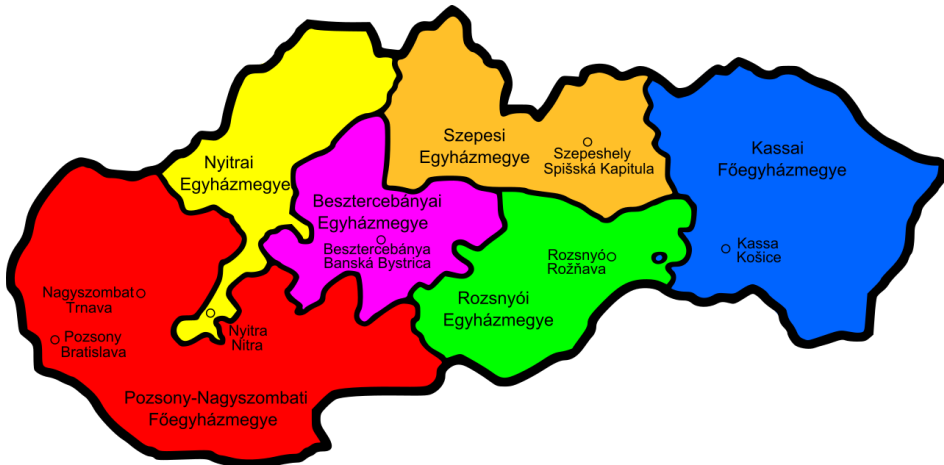 Nyitrai
Egyházmegye
Szepesi
Egyházmegye
Szepeshely
Spišská Kapitula
Kassai
Főegyházmegye
Besztercebányai
Egyházmegye
Besztercebánya
Banská Bystrica
Kassa
Košice
Rozsnyó
Rožňava
Rozsnyói
Egyházmegye
Nagyszombat
Trnava
Pozsony
Bratislava
Nyitra
Nitra
Pozsony-Nagyszombati
Főegyházmegye